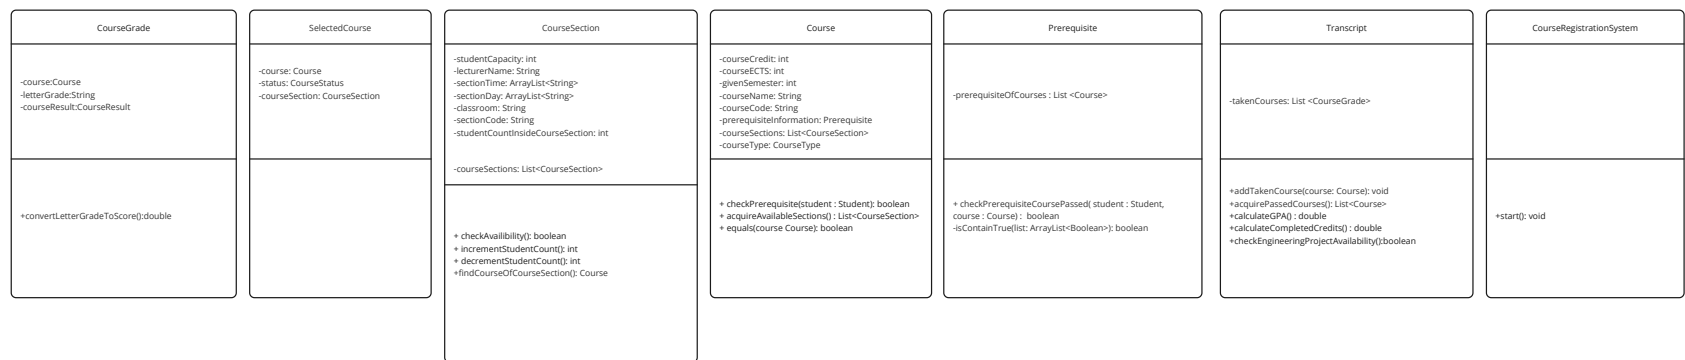 CourseGrade
-course:Course
-letterGrade:String
-courseResult:CourseResult
+convertLetterGradeToScore():double
SelectedCourse
-course: Course
-status: CourseStatus
-courseSection: CourseSection
CourseSection
-studentCapacity: int
-lecturerName: String
-sectionTime: ArrayList<String>
-sectionDay: ArrayList<String>
-classroom: String
-sectionCode: String
-studentCountInsideCourseSection: int
-courseSections: List<CourseSection>
+ checkAvailibility(): boolean
+ incrementStudentCount(): int
+ decrementStudentCount(): int
+findCourseOfCourseSection(): Course
Course
-courseCredit: int
-courseECTS: int
-givenSemester: int
-courseName: String
-courseCode: String
-prerequisiteInformation: Prerequisite
-courseSections: List<CourseSection>
-courseType: CourseType
+ checkPrerequisite(student : Student): boolean
+ acquireAvailableSections() : List<CourseSection>
+ equals(course Course): boolean
Prerequisite
-prerequisiteOfCourses : List <Course>
+ checkPrerequisiteCoursePassed( student : Student,
course : Course) :  boolean
-isContainTrue(list: ArrayList<Boolean>): boolean
Transcript
-takenCourses: List <CourseGrade>
+addTakenCourse(course: Course): void
+acquirePassedCourses(): List<Course>
+calculateGPA() : double
+calculateCompletedCredits() : double
+checkEngineeringProjectAvailability():boolean
CourseRegistrationSystem
+start(): void